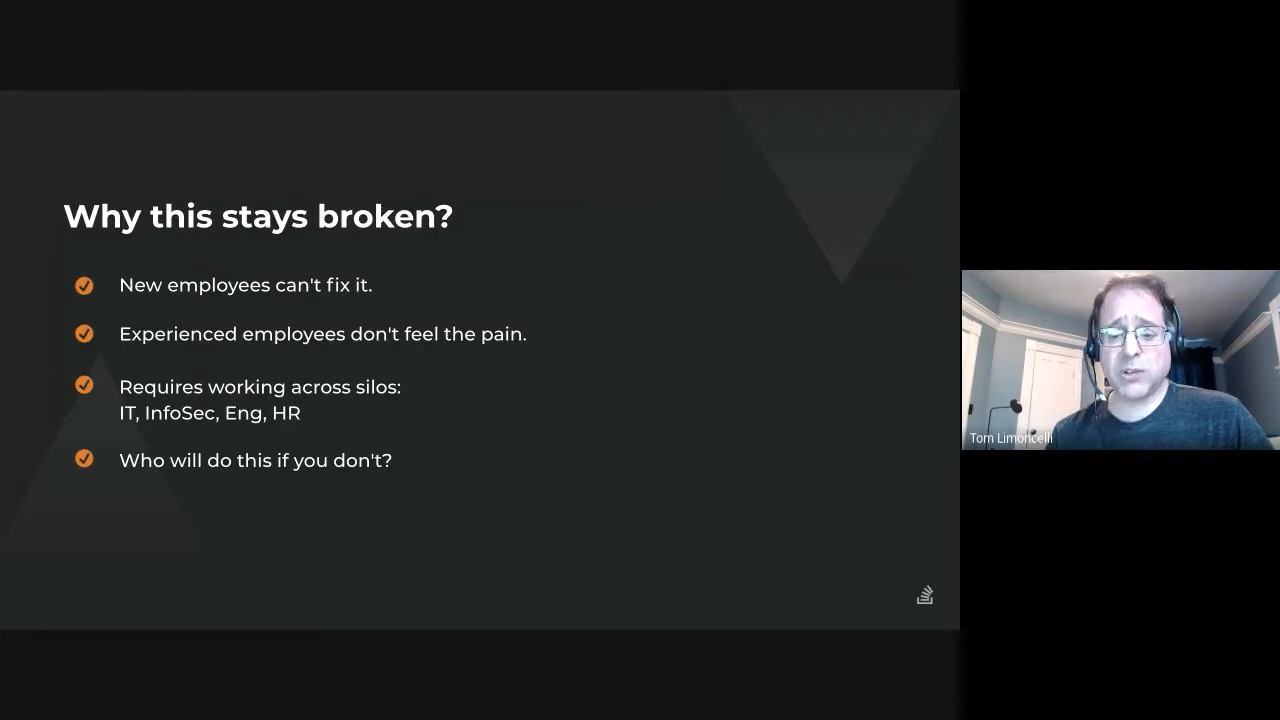 Why this stays broken?
New employees can't fix it.
Experienced employees don't feel the pain.
Requires working across silos:
IT, InfoSec, Eng, HR
Who will do this if you don't?
Tom Limoncelli